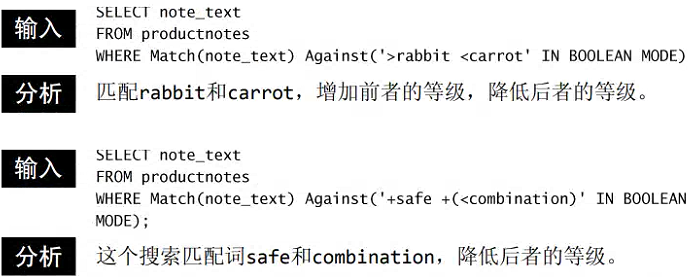 输入
SELECT note_text
FROM productnotes
WHERE Match(note_text) Against('>rabbit <carrot' IN BOOLEAN MODE)
分析
匹配rabbit和carrot，增加前者的等级，降低后者的等级。
输入
SELECT note_text
FROM productnotes
WHERE Match(note_text) Against('+safe +(<combination)' IN BOOLEAN
MODE);
分析
这个搜索匹配词safe和combination，降低后者的等级。